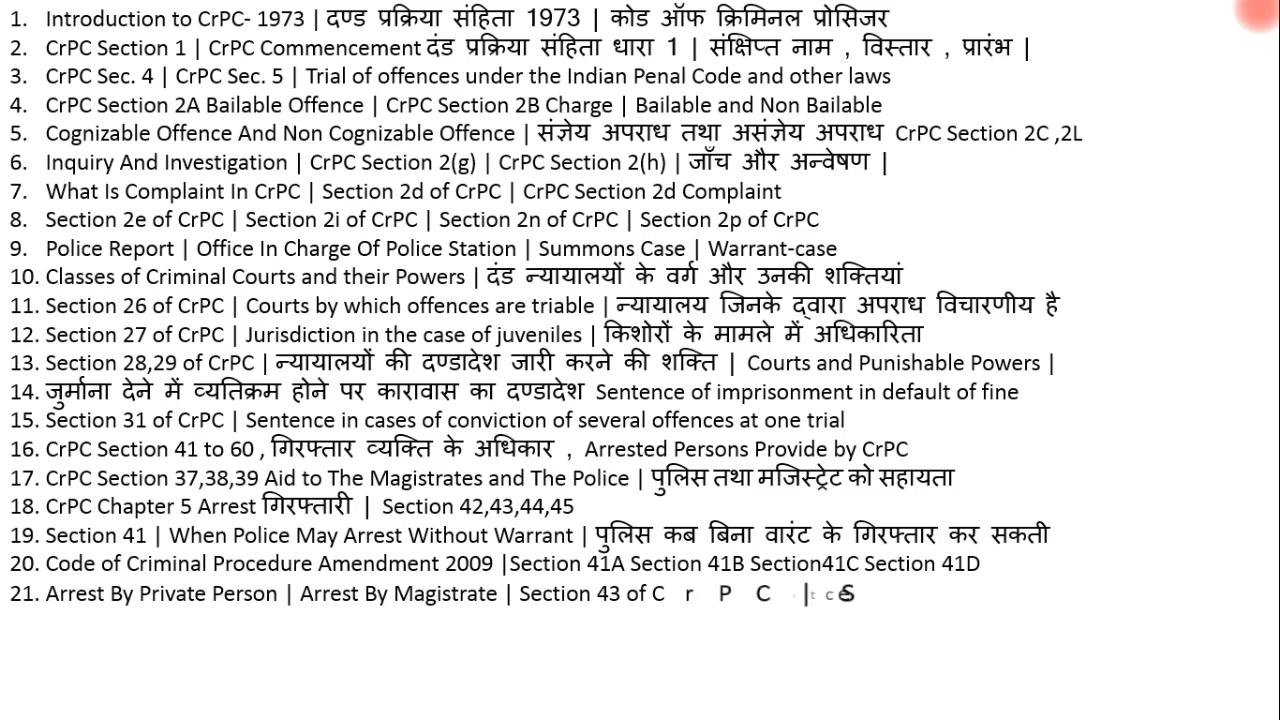 1. Introduction to CrPC- 1973 | दण्ड प्रक्रिया संहिता 1973 | कोड ऑफ क्रिमिनल प्रोसिजर
2. CrPC Section 1 | CrPC Commencement दंड प्रक्रिया संहिता धारा 1 | संक्षिप्त नाम , विस्तार , प्रारंभ |
3. CrPC Sec. 4 | CrPC Sec. 5 | Trial of offences under the Indian Penal Code and other laws
4. CrPC Section 2A Bailable Offence | CrPC Section 2B Charge | Bailable and Non Bailable
5. Cognizable Offence And Non Cognizable Offence | संज्ञेय अपराध तथा असंज्ञेय अपराध CrPC Section 2C ,2L
6. Inquiry And Investigation | CrPC Section 2(g) | CrPC Section 2(h) | जाँच और अन्वेषण |
7. What Is Complaint In CrPC | Section 2d of CrPC | CrPC Section 2d Complaint
8. Section 2e of CrPC | Section 2i of CrPC | Section 2n of CrPC | Section 2p of CrPC
9. Police Report | Office In Charge Of Police Station | Summons Case | Warrant-case
10. Classes of Criminal Courts and their Powers | दंड न्यायालयों के वर्ग और उनकी शक्तियां
11. Section 26 of CrPC | Courts by which offences are triable | न्यायालय जिनके द्वारा अपराध विचारणीय है
12. Section 27 of CrPC | Jurisdiction in the case of juveniles | किशोरों के मामले में अधिकारिता
13. Section 28,29 of CrPC | न्यायालयों की दण्डादेश जारी करने की शक्ति | Courts and Punishable Powers |
14. जुर्माना देने में व्यतिक्रम होने पर कारावास का दण्डादेश Sentence of imprisonment in default of fine
15. Section 31 of CrPC | Sentence in cases of conviction of several offences at one trial
16. CrPC Section 41 to 60 , गिरफ्तार व्यक्ति के अधिकार , Arrested Persons Provide by CrPC
17. CrPC Section 37,38,39 Aid to The Magistrates and The Police | पुलिस तथा मजिस्ट्रेट को सहायता
18. CrPC Chapter 5 Arrest गिरफ्तारी | Section 42,43,44,45
19. Section 41 | When Police May Arrest Without Warrant | पुलिस कब बिना वारंट के गिरफ्तार कर सकती
20. Code of Criminal Procedure Amendment 2009 |Section 41A Section 41B Section41C Section 41D
21. Arrest By Private Person | Arrest By Magistrate | Section 43 of C r P C |